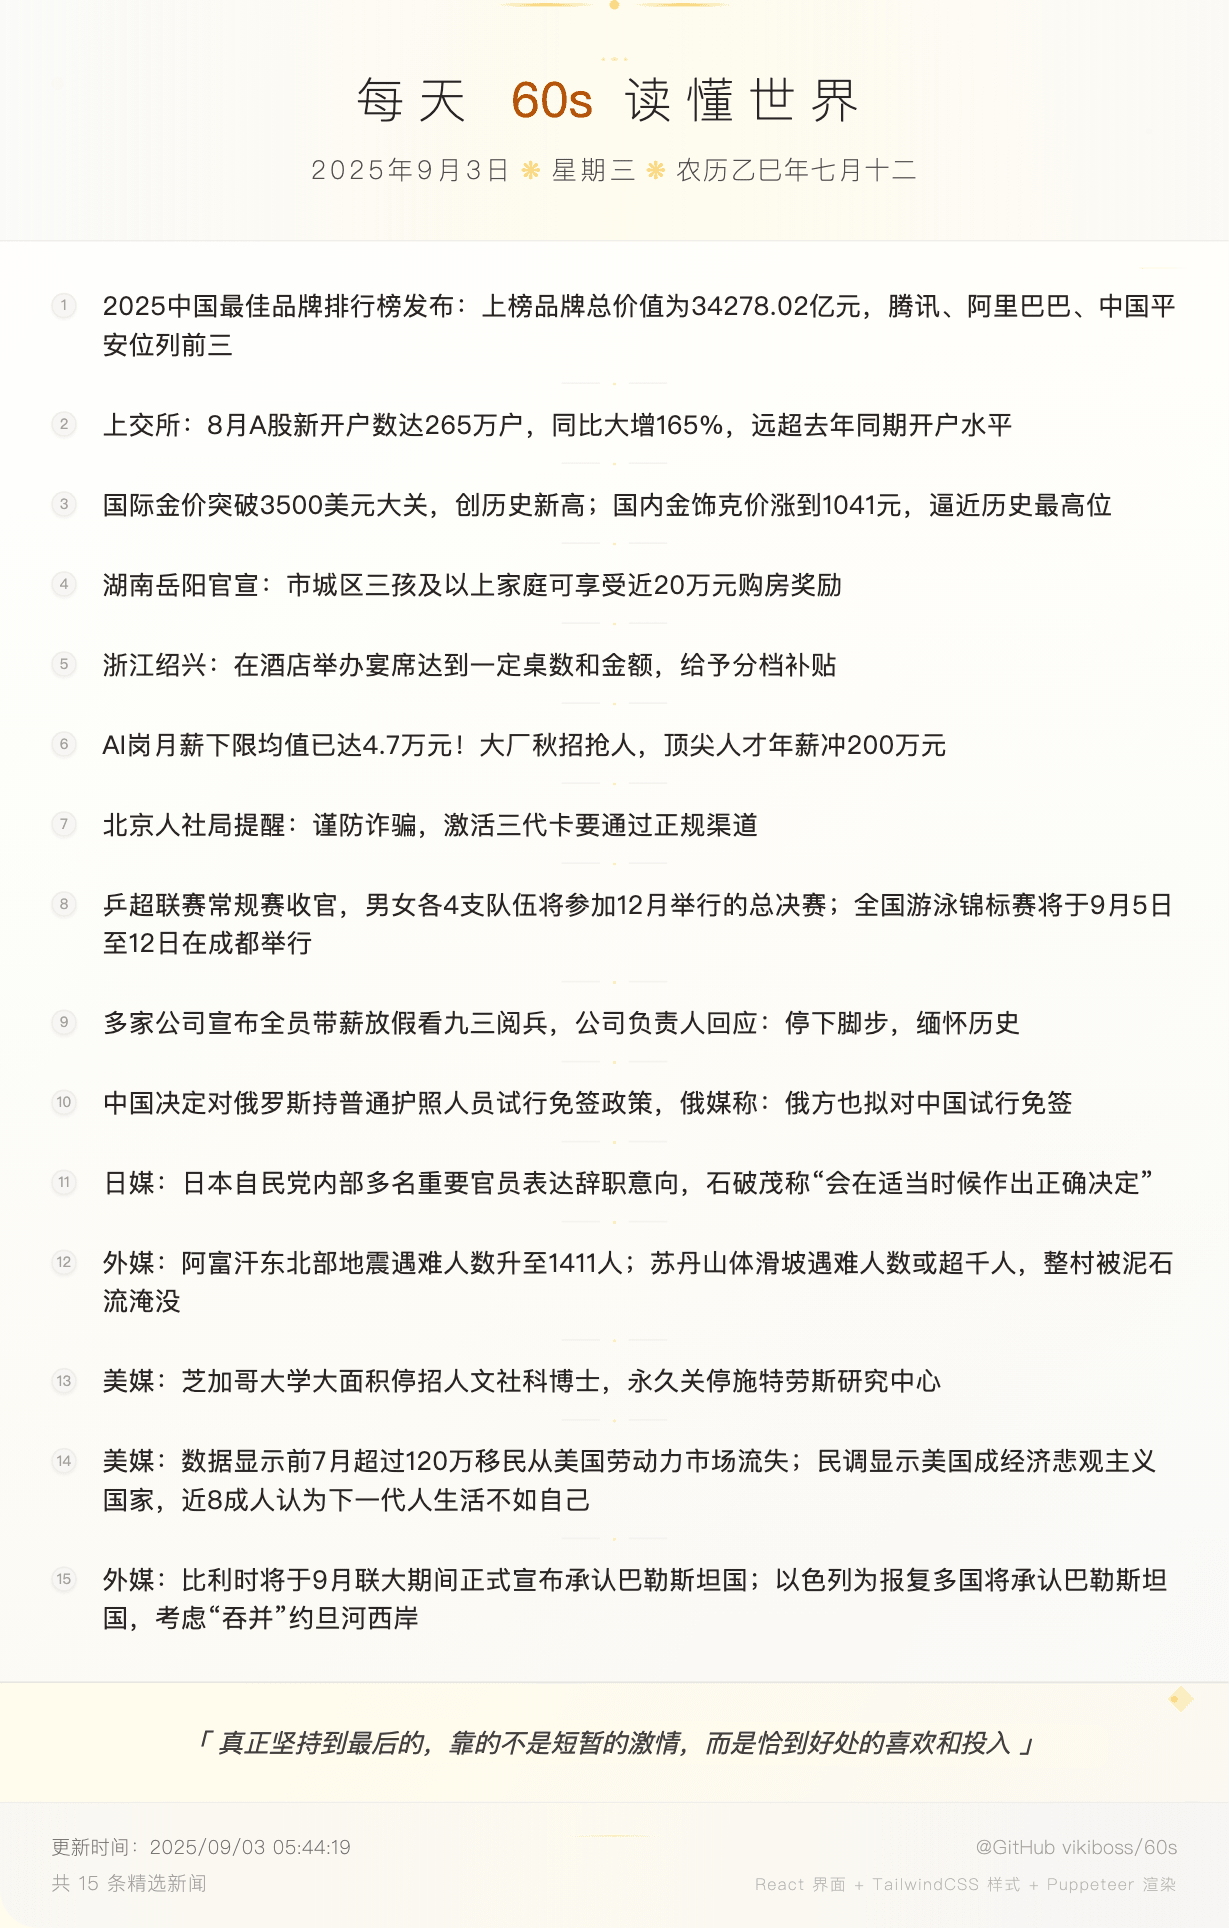 每天 60s 读懂世界
2025年9月3日 ❋ 星期三 ❋ 农历乙巳年七月十二
1 2025中国最佳品牌排行榜发布：上榜品牌总价值为34278.02亿元，腾讯、阿里巴巴、中国平
安位列前三
2 上交所：8月A股新开户数达265万户，同比大增165%，远超去年同期开户水平
3 国际金价突破3500美元大关，创历史新高；国内金饰克价涨到1041元，逼近历史最高位
4 湖南岳阳官宣：市城区三孩及以上家庭可享受近20万元购房奖励
5 浙江绍兴：在酒店举办宴席达到一定桌数和金额，给予分档补贴
6 AI岗月薪下限均值已达4.7万元！大厂秋招抢人，顶尖人才年薪冲200万元
7 北京人社局提醒：谨防诈骗，激活三代卡要通过正规渠道
8 乒超联赛常规赛收官，男女各4支队伍将参加12月举行的总决赛；全国游泳锦标赛将于9月5日
至12日在成都举行
9 多家公司宣布全员带薪放假看九三阅兵，公司负责人回应：停下脚步，缅怀历史
10 中国决定对俄罗斯持普通护照人员试行免签政策，俄媒称：俄方也拟对中国试行免签
11 日媒：日本自民党内部多名重要官员表达辞职意向，石破茂称“会在适当时候作出正确决定”
12 外媒：阿富汗东北部地震遇难人数升至1411人；苏丹山体滑坡遇难人数或超千人，整村被泥石
流淹没
13 美媒：芝加哥大学大面积停招人文社科博士，永久关停施特劳斯研究中心
14 美媒：数据显示前7月超过120万移民从美国劳动力市场流失；民调显示美国成经济悲观主义
国家，近8成人认为下一代人生活不如自己
15 外媒：比利时将于9月联大期间正式宣布承认巴勒斯坦国；以色列为报复多国将承认巴勒斯坦
国，考虑“吞并”约旦河西岸
「 真正坚持到最后的，靠的不是短暂的激情，而是恰到好处的喜欢和投入 」
更新时间：2025/09/03 05:44:19
@GitHub vikiboss/60s
共 15 条精选新闻
React 界面 + TailwindCSS 样式 + Puppeteer 渲染